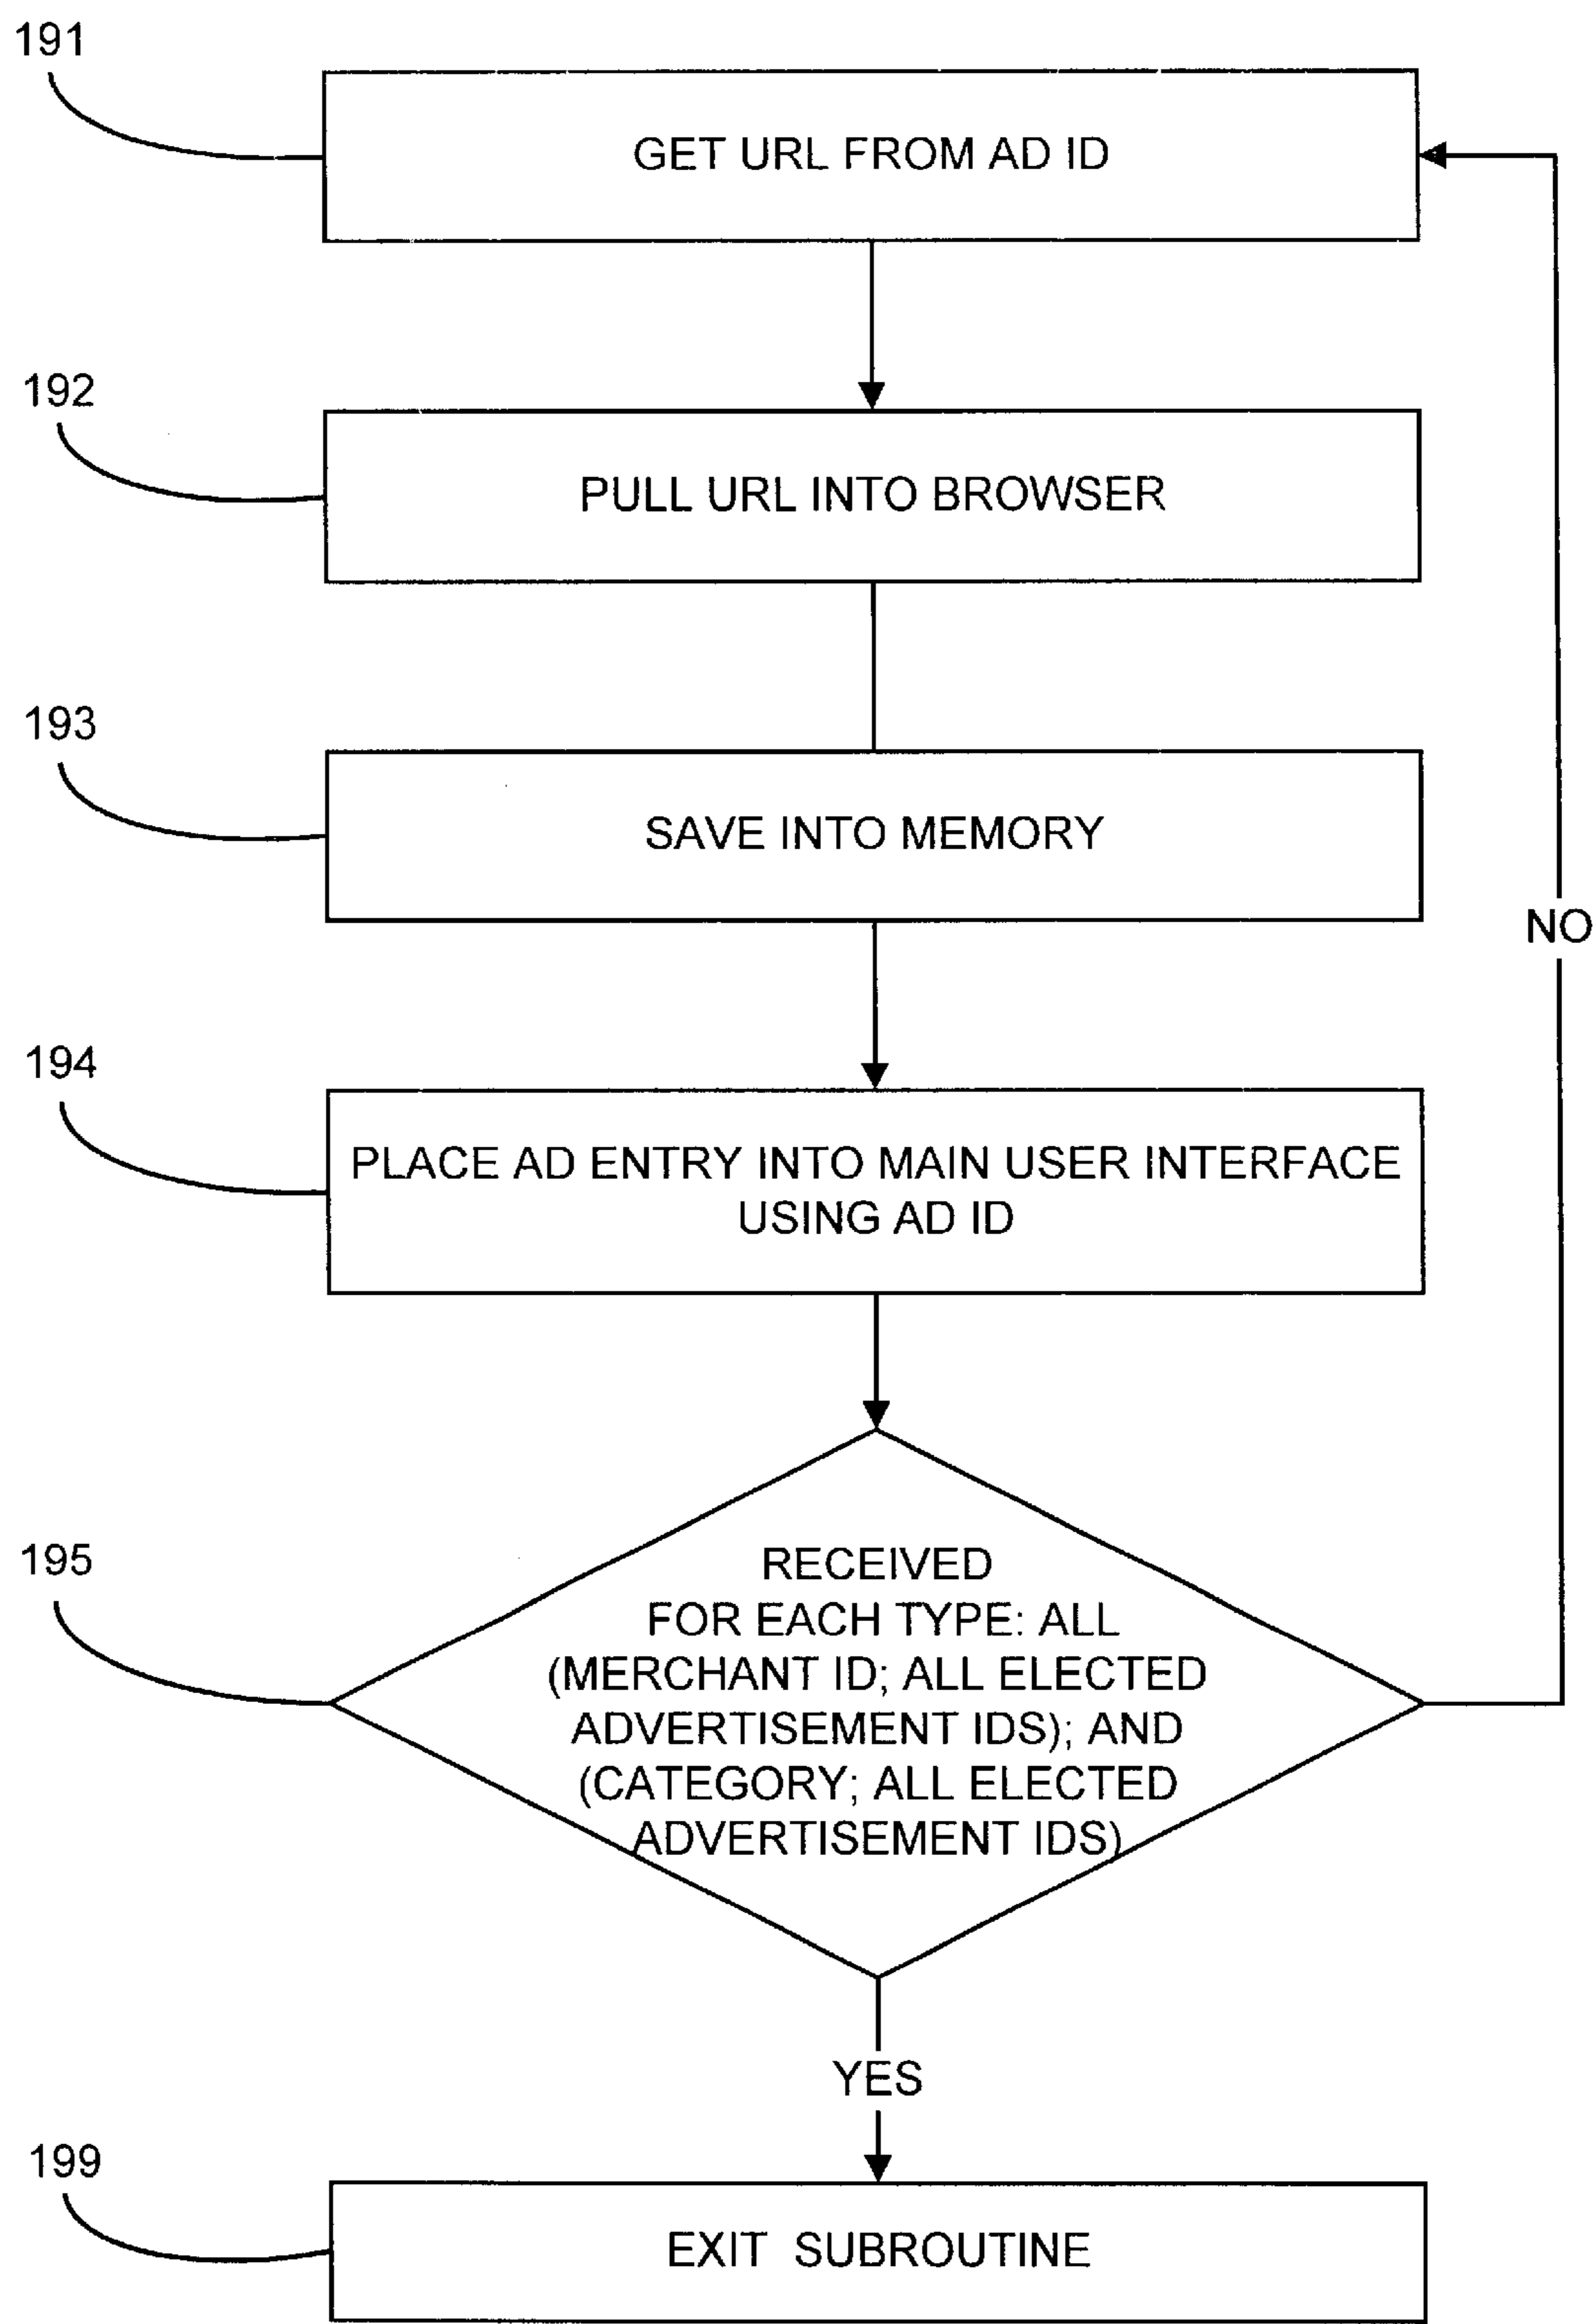 191
GET URL FROM AD ID
192
PULL URL INTO BROWSER
193
SAVE INTO MEMORY
NO
194
PLACE AD ENTRY INTO MAIN USER INTERFACE
USING AD ID
195
RECEIVED
FOR EACH TYPE: ALL
(MERCHANT ID; ALL ELECTED
ADVERTISEMENT IDS); AND
(CATEGORY; ALL ELECTED
ADVERTISEMENT IDS)
YES
199
EXIT SUBROUTINE